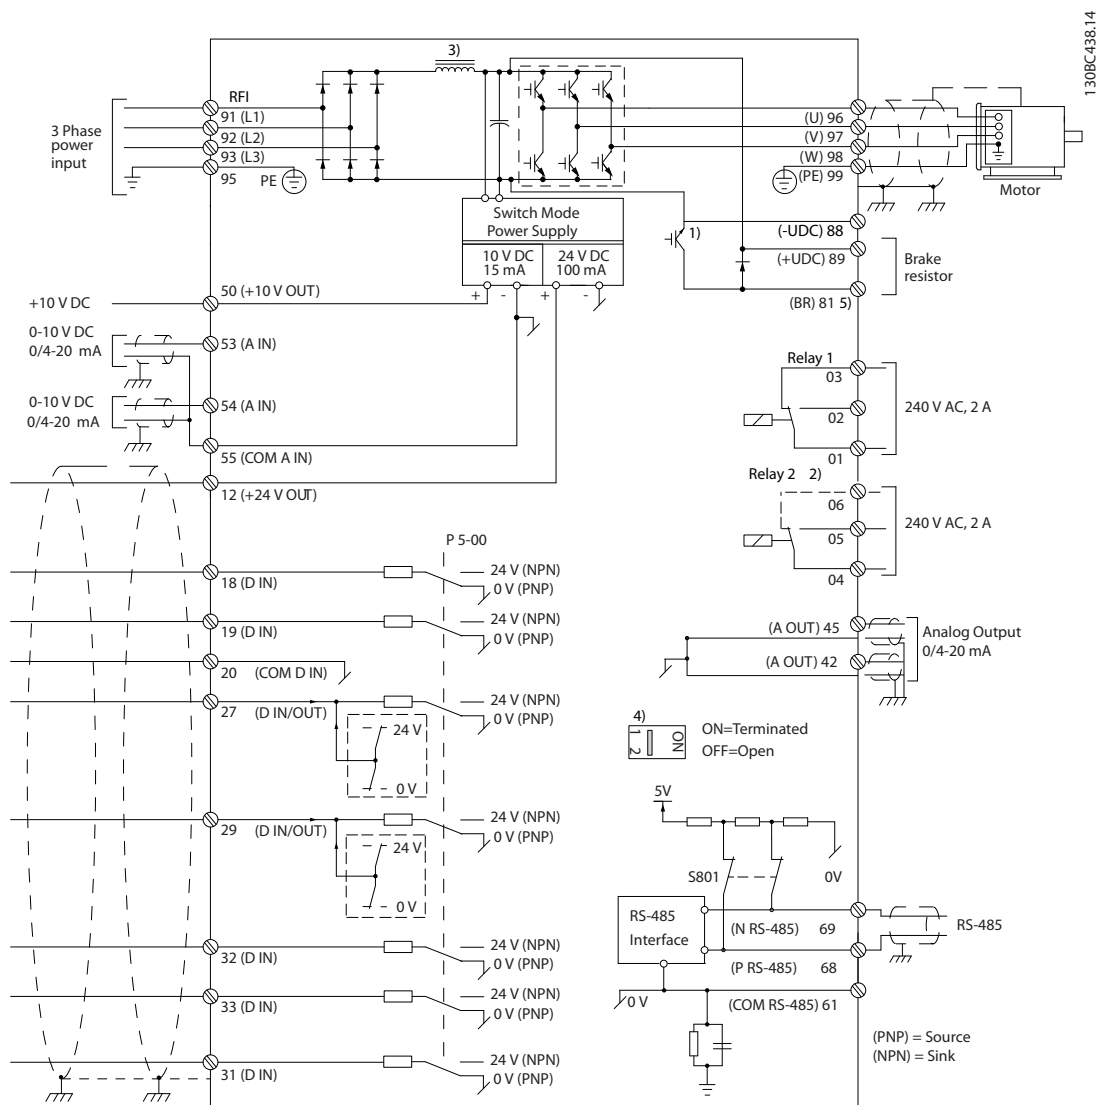 130BC438.14
3)
RFI
91 (L1)
92 (L2)
93 (L3)
95
PE
3 Phase
power
input
(U) 96
(V) 97
(W) 98
(PE) 99
Motor
Switch Mode
Power Supply
10 V DC
15 mA
24 V DC
100 mA
+ - + -
1)
(-UDC) 88
(+UDC) 89
(BR) 81 5)
Brake
resistor
+10 V DC
50 (+10 V OUT)
0-10 V DC
0/4-20 mA
53 (A IN)
0-10 V DC
0/4-20 mA
54 (A IN)
55 (COM A IN)
12 (+24 V OUT)
Relay 1
03
02
01
240 V AC, 2 A
Relay 2 2)
06
05
04
240 V AC, 2 A
P 5-00
18 (D IN)
24 V (NPN)
0 V (PNP)
19 (D IN)
24 V (NPN)
0 V (PNP)
20 (COM D IN)
27 (D IN/OUT)
24 V (NPN)
0 V (PNP)
24 V
0 V
29 (D IN/OUT)
24 V (NPN)
0 V (PNP)
24 V
0 V
32 (D IN)
24 V (NPN)
0 V (PNP)
33 (D IN)
24 V (NPN)
0 V (PNP)
31 (D IN)
24 V (NPN)
0 V (PNP)
(A OUT) 45
(A OUT) 42
Analog Output
0/4-20 mA
4)
1 2
ON
ON=Terminated
OFF=Open
5V
S801
0V
RS-485
Interface
(N RS-485) 69
(P RS-485) 68
RS-485
0 V
(COM RS-485) 61
(PNP) = Source
(NPN) = Sink